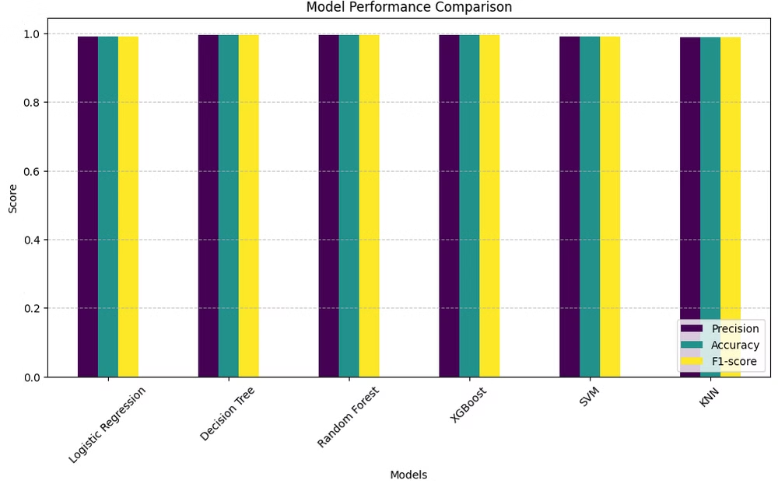 Model Performance Comparison
1.0
0.8
0.6
0.4
0.2
0.0
Score
Precision
Accuracy
F1-score
Logistic Regression
Decision Tree
Random Forest
XGBoost
SVM
KNN
Models